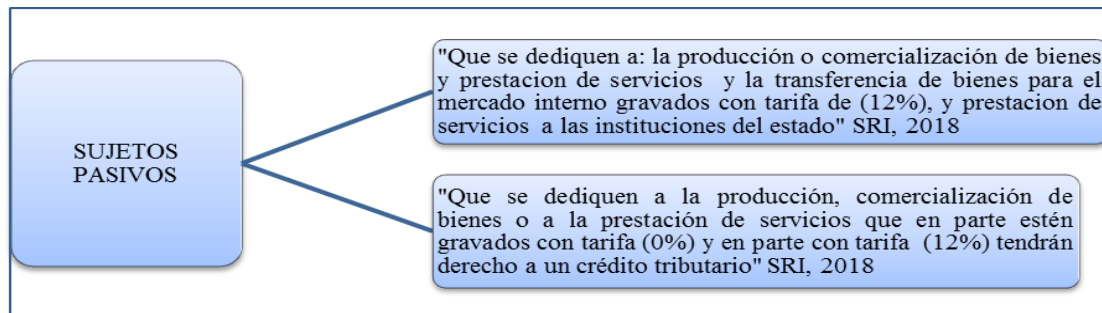 SUJETOS
PASIVOS
"Que se dediquen a: la producción o comercialización de bienes
y prestacion de servicios y la transferencia de bienes para el
mercado interno gravados con tarifa de (12%), y prestacion de
servicios a las instituciones del estado" SRI, 2018
"Que se dediquen a la producción, comercialización de
bienes o a la prestación de servicios que en parte estén
gravados con tarifa (0%) y en parte con tarifa (12%) tendrán
derecho a un crédito tributario" SRI, 2018